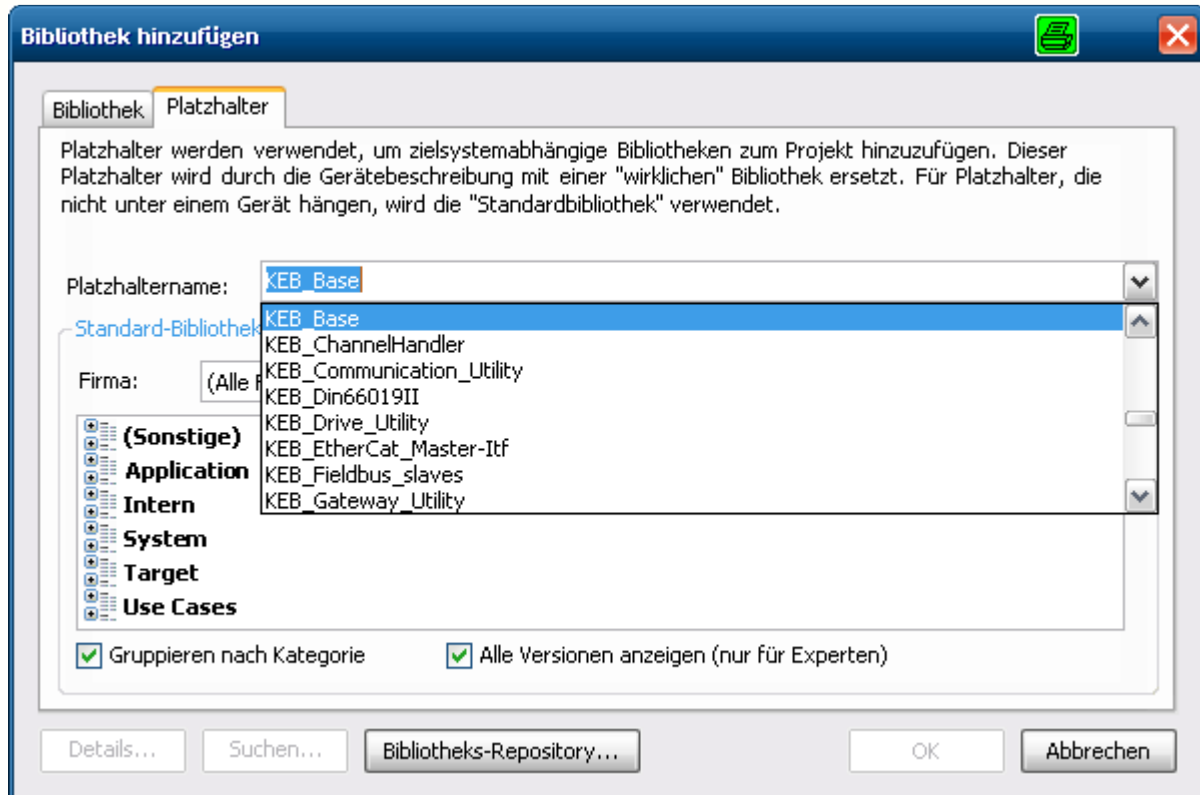 Bibliothek hinzufügen
Bibliothek Platzhalter
Platzhalter werden verwendet, um zielsystemabhängige Bibliotheken zum Projekt hinzuzufügen. Dieser
Platzhalter wird durch die Gerätebeschreibung mit einer "wirklichen" Bibliothek ersetzt. Für Platzhalter, die
nicht unter einem Gerät hängen, wird die "Standardbibliothek" verwendet.
Platzhaltername: KEB_Base
KEB_Base
Standard-Bibliothek
KEB_ChannelHandler
KEB_Communication_Utility
Firma: (Alle
KEB_Din66019II
KEB_Drive_Utility
(Sonstige)
KEB_EtherCat_Master-Itf
Application
KEB_Fieldbus_slaves
KEB_Gateway_Utility
Intern
System
Target
Use Cases
Gruppieren nach Kategorie Alle Versionen anzeigen (nur für Experten)
Details... Suchen... Bibliotheks-Repository... OK Abbrechen